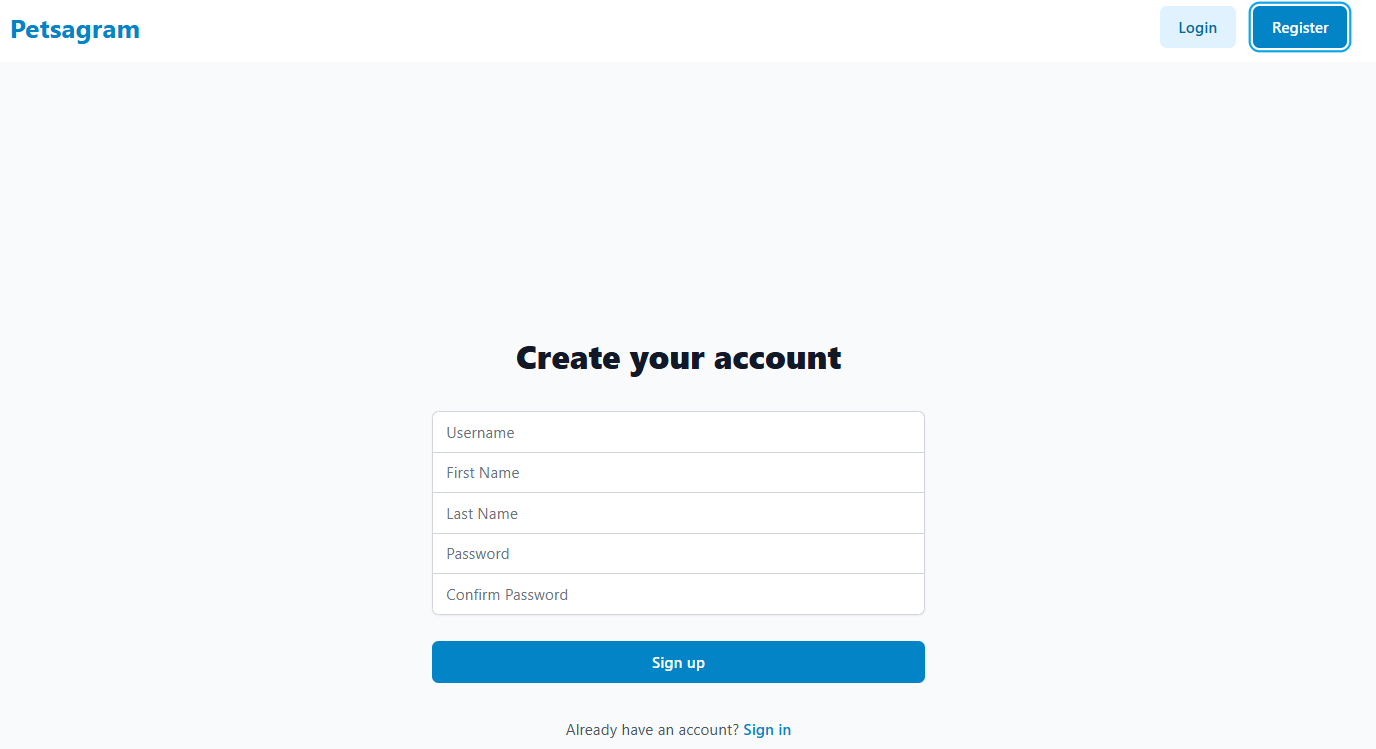 Petsagram
Login
Register
Create your account
Username
First Name
Last Name
Password
Confirm Password
Sign up
Already have an account? Sign in